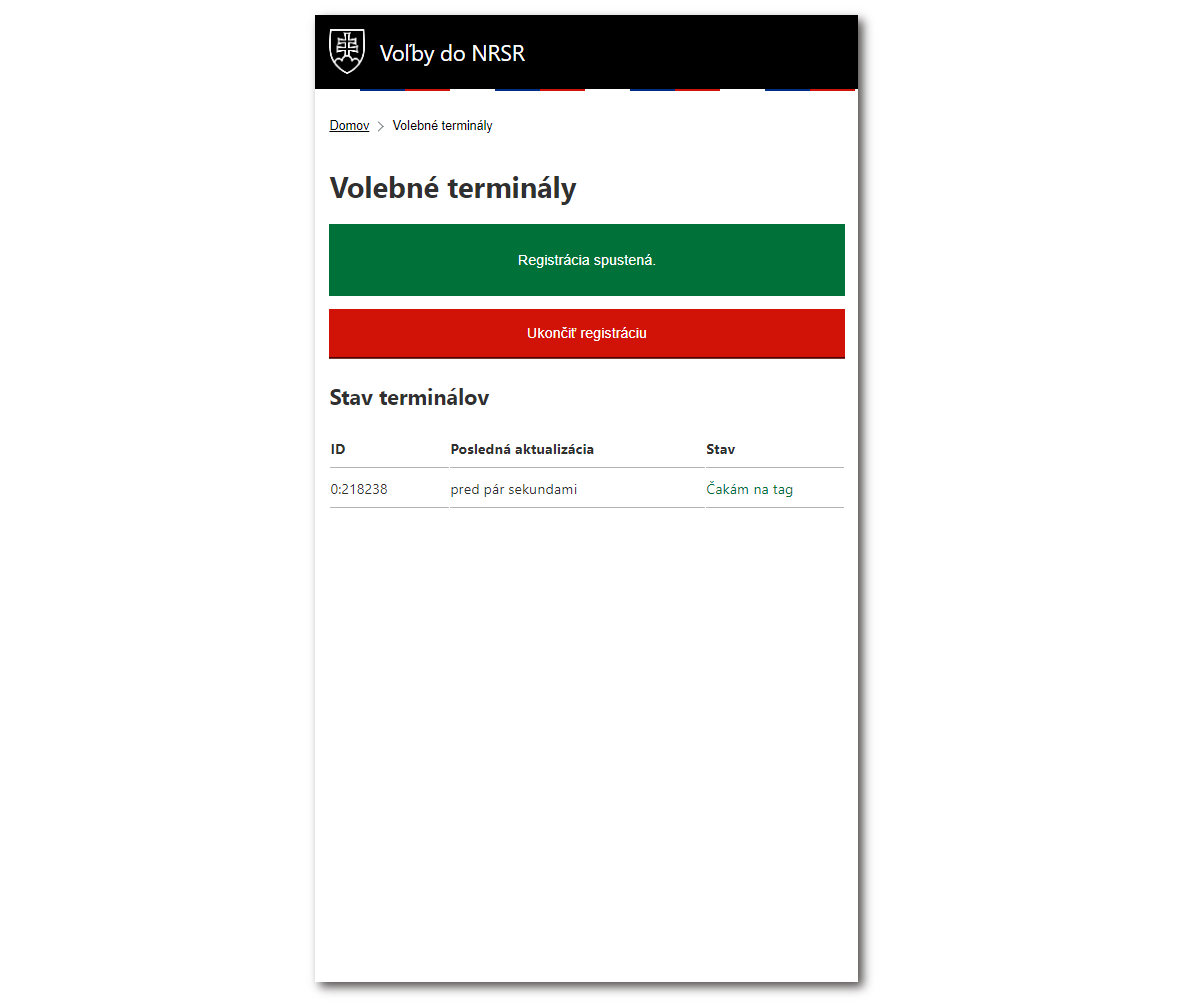 Voľby do NRSR
Domov > Volebné terminály
Volebné terminály
Registrácia spustená.
Ukončiť registráciu
Stav terminálov
ID Posledná aktualizácia Stav
0:218238 pred pár sekundami Čakám na tag